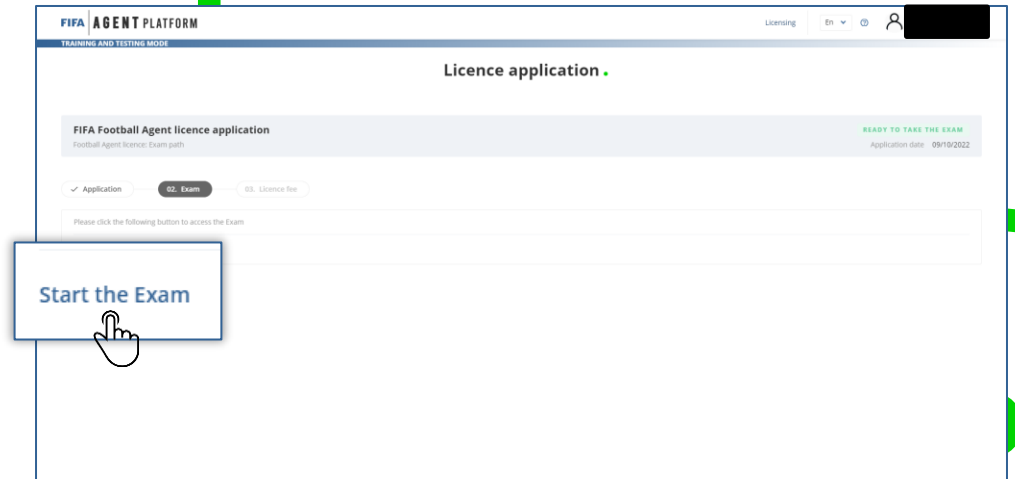 FIFA AGENT PLATFORM
Licensing
En
TRAINING AND TESTING MODE
Licence application .
FIFA Football Agent licence application
READY TO TAKE THE EXAM
Football Agent licence: Exam path
Application date 09/10/2022
Application
02. Exam
03. Licence fee
Please click the following button to access the Exam
Start the Exam